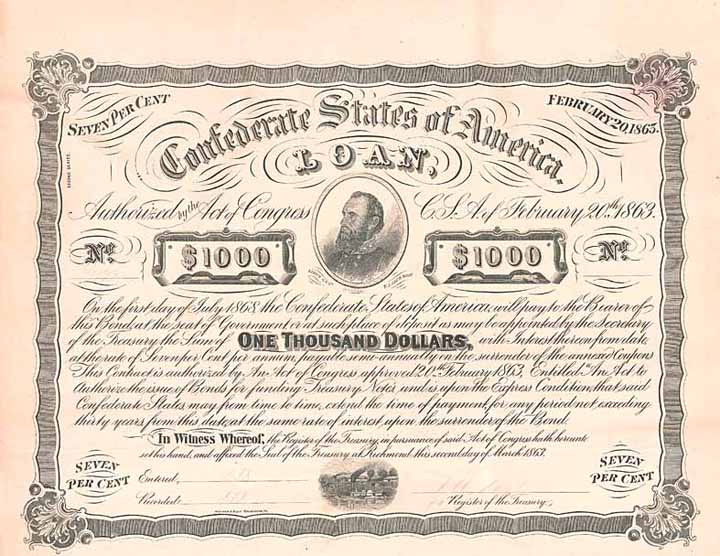 SEVEN PER CENT
FEBRUARY 20, 1863.
Confederate States of America.
LOAN,
SECOND SERIES.
Authorized by the Act of Congress C.S.A. of February 20.th 1863.
No. $1000 $1000 No.
On the first day of July 1868, the Confederate States of America, will pay to the Bearer of
this Bond, at the seat of Government or at such place of deposit as may be appointed by the Secretary
of the Treasury the Sum of ONE THOUSAND DOLLARS, with Interest thereon from date,
at the rate of Seven per Cent per annum, payable semi-annually on the surrender of the annexed Coupons
This Contract is authorized by An Act of Congress, approved 20.th February 1863, Entitled, An Act to
Authorize the issue of Bonds for funding Treasury Notes, and is upon the Express Condition, that said
Confederate States may from time to time, extend the time of payment, for any period not exceeding
thirty years from this date, at the same rate of interest upon the surrender of the Bond.
In Witness Whereof, the Register of the Treasury, in pursuance of said Act of Congress hath hereunto
set his hand, and affixed the Seal of the Treasury, at Richmond, this second day of March 1863.
SEVEN
PER CENT
SEVEN
PER CENT
Entered,
Recorded,
Register of the Treasury,